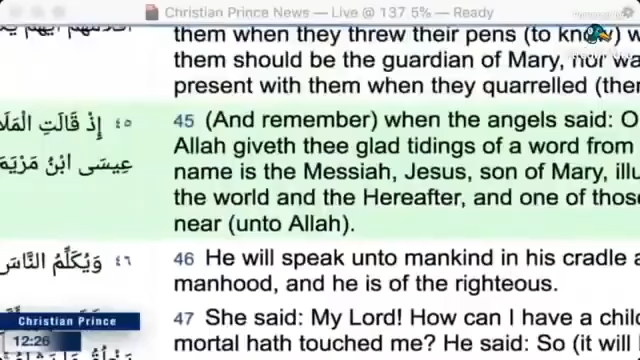 Christian Prince News — Live @ 137 5% — Ready
them when they threw their pens (to know) w
them should be the guardian of Mary, nor wa
present with them when they quarrelled (ther
٤٥ إِذْ قَالَتِ الْمَلَا
عِيسَى ابْنُ مَرْيَمَ
45 (And remember) when the angels said: O
Allah giveth thee glad tidings of a word from
name is the Messiah, Jesus, son of Mary, illu
the world and the Hereafter, and one of those
near (unto Allah).
٤٦ وَيُكَلِّمُ النَّاسَ
46 He will speak unto mankind in his cradle a
manhood, and he is of the righteous.
47 She said: My Lord! How can I have a child
mortal hath touched me? He said: So (it will
Christian Prince
12:26